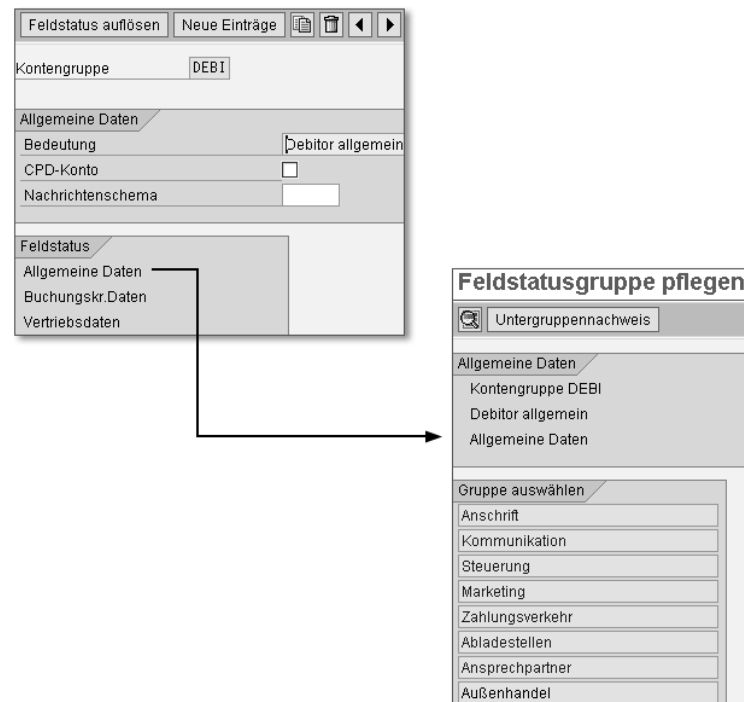 Feldstatus auflösen Neue Einträge
Kontengruppe DEBI
Allgemeine Daten
Bedeutung Debitor allgemein
CPD-Konto
Nachrichtenschema
Feldstatus
Allgemeine Daten
Buchungskr.Daten
Vertriebsdaten
Feldstatusgruppe pflegen
Untergruppennachweis
Allgemeine Daten
Kontengruppe DEBI
Debitor allgemein
Allgemeine Daten
Gruppe auswählen
Anschrift
Kommunikation
Steuerung
Marketing
Zahlungsverkehr
Abladestellen
Ansprechpartner
Außenhandel